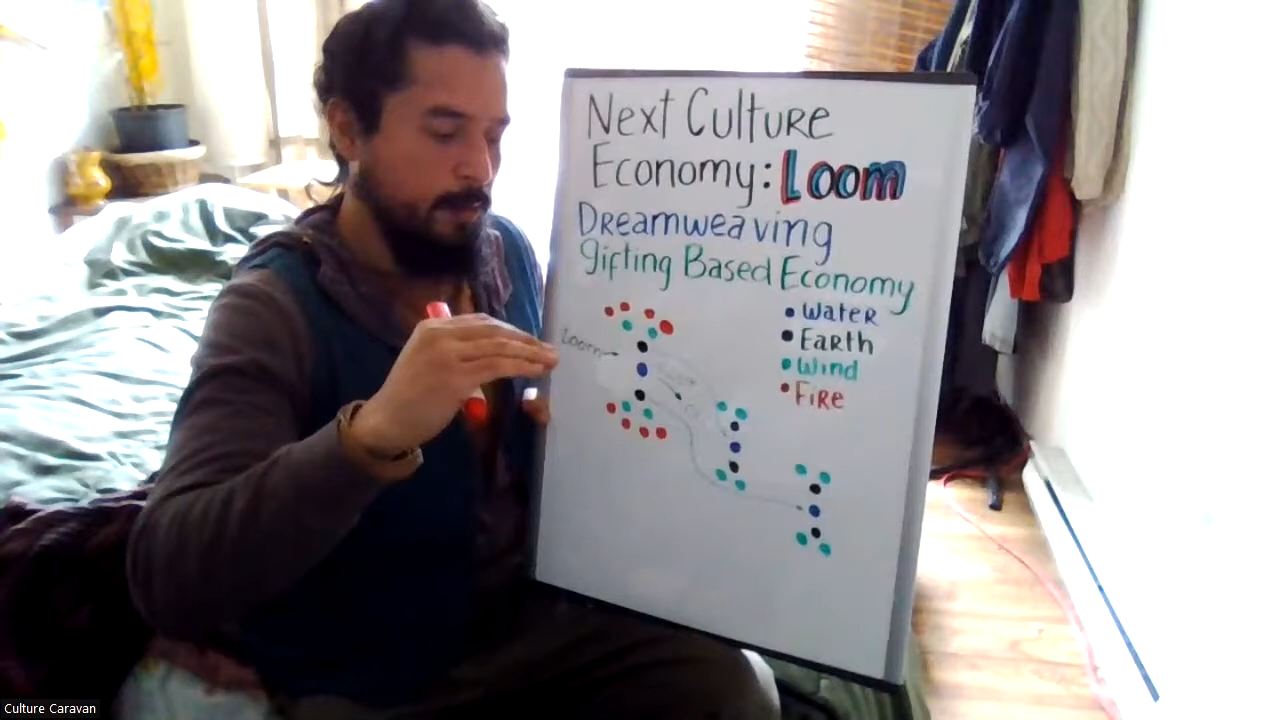 Next Culture
Economy: Loom
Dreamweaving
gifting Based Economy
Water
Earth
Wind
Fire
Loom
Culture Caravan